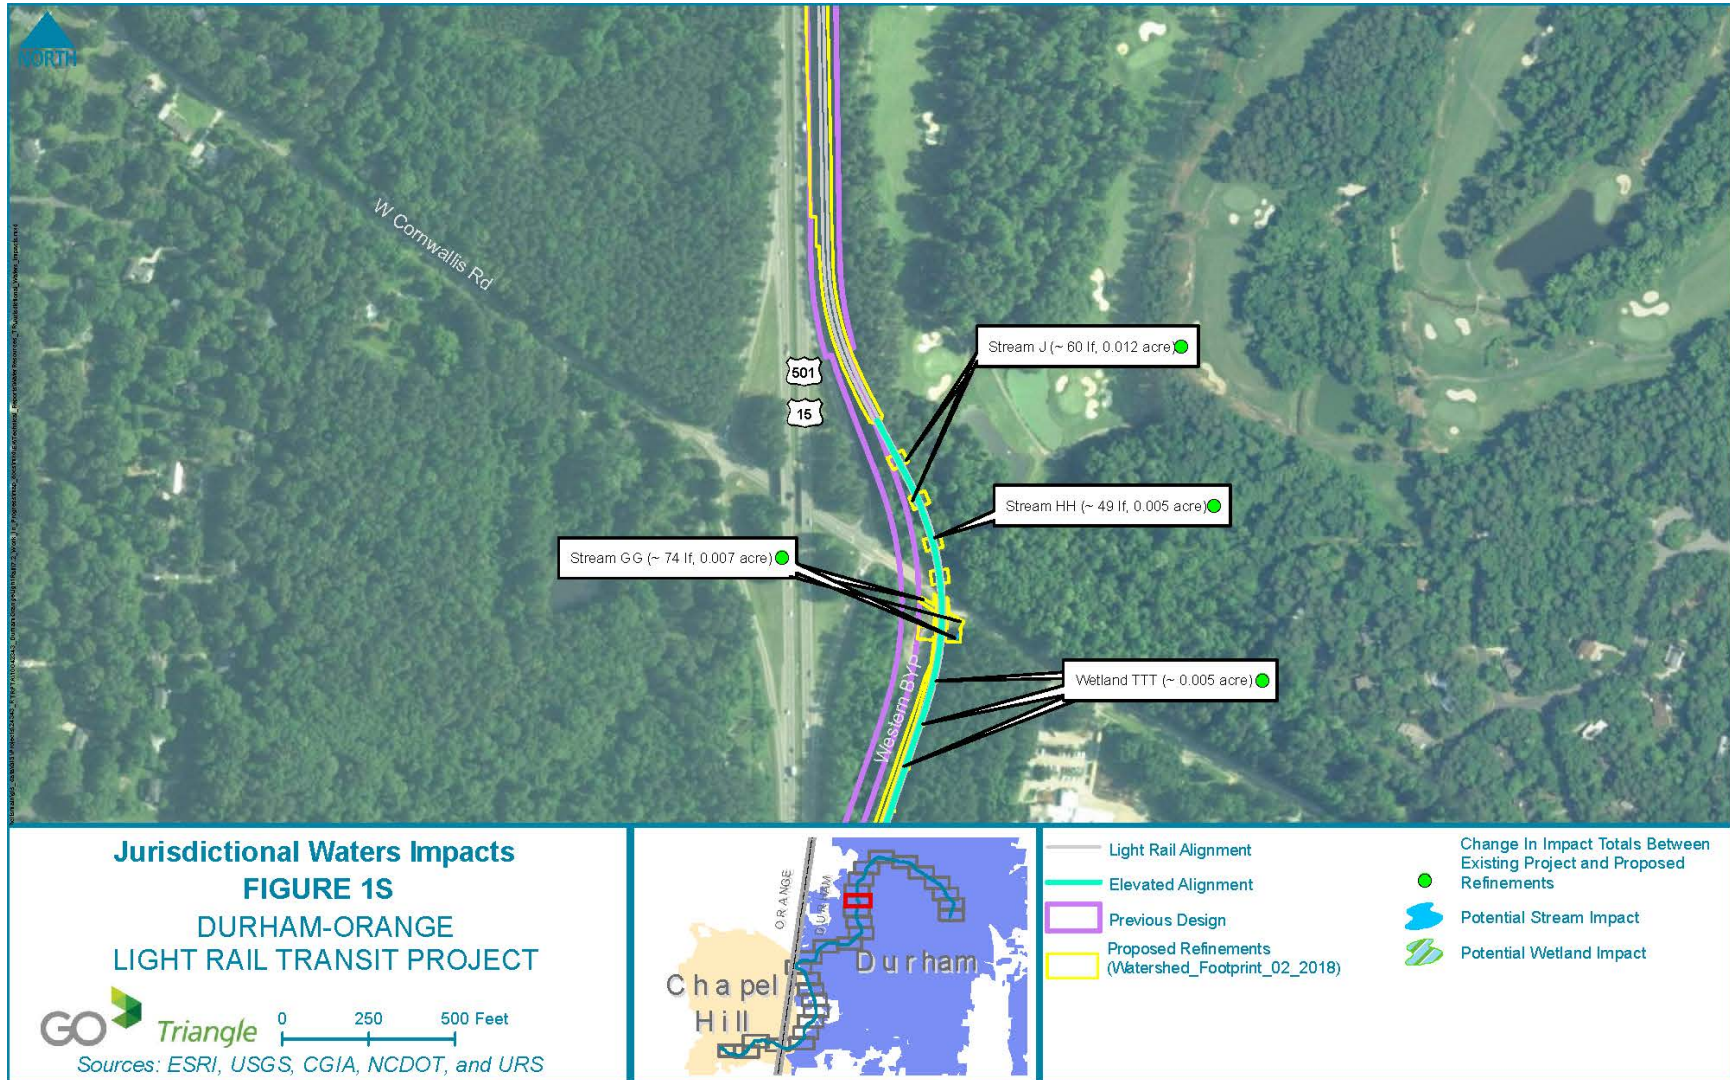 NORTH
W Cornwallis Rd
501
15
Stream J (~ 60 lf, 0.012 acre)
Stream HH (~ 49 lf, 0.005 acre)
Stream GG (~ 74 lf, 0.007 acre)
Wetland TTT (~ 0.005 acre)
Western BYP
Jurisdictional Waters Impacts
FIGURE 1S
DURHAM-ORANGE
LIGHT RAIL TRANSIT PROJECT
GO Triangle
0 250 500 Feet
Sources: ESRI, USGS, CGIA, NCDOT, and URS
ORANGE
DURHAM
Durham
Chapel
Hill
Light Rail Alignment
Elevated Alignment
Previous Design
Proposed Refinements
(Watershed_Footprint_02_2018)
Change In Impact Totals Between
Existing Project and Proposed
Refinements
Potential Stream Impact
Potential Wetland Impact